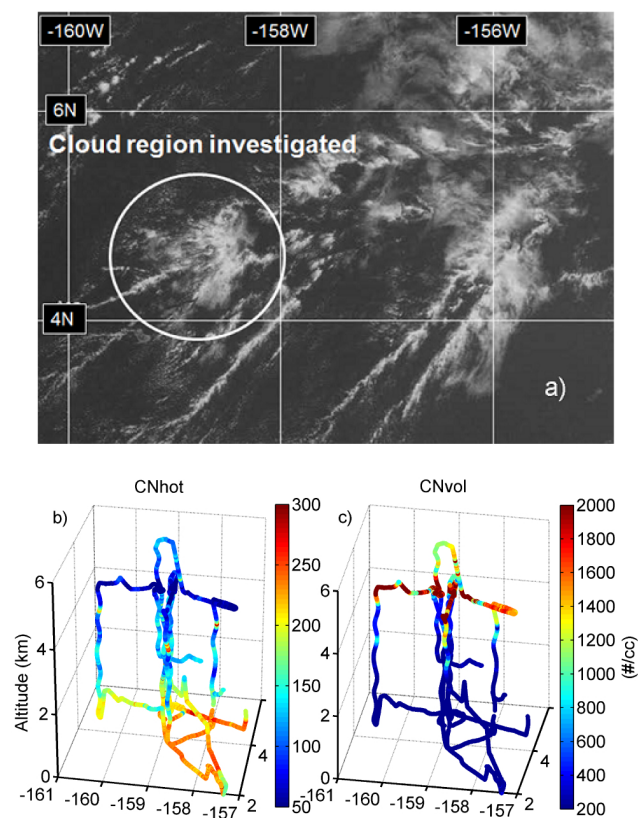 -160W -158W -156W
6N
Cloud region investigated
4N
a)
CNhot CNvol
b) 300 c) 2000
1800
6 250 6 1600
1400
4 200 4 1200
1000
Altitude (km) (#/cc)
2 150 2 800
100 600
4 4 400
0 50 2 0 200 2
-161 -160 -159 -158 -157 -161 -160 -159 -158 -157